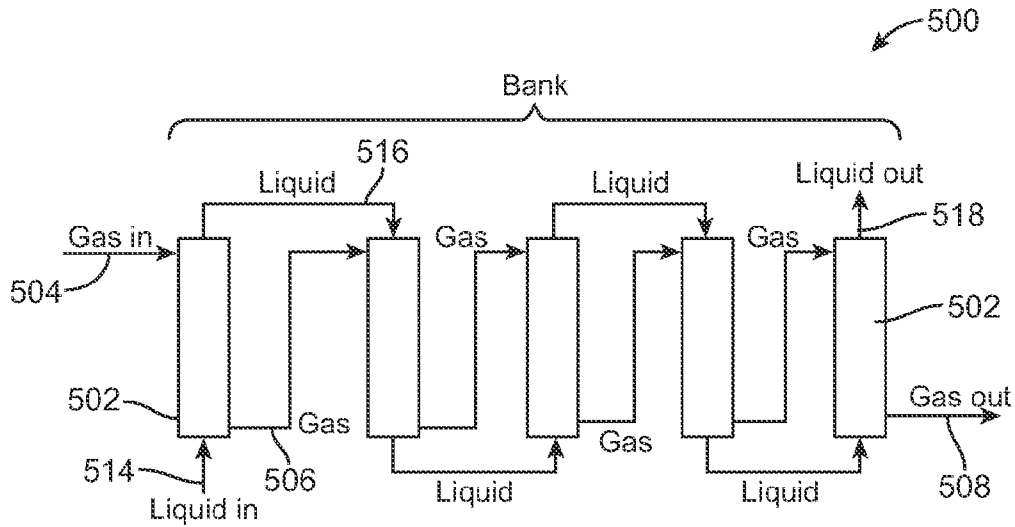 500
Bank
516
Liquid
Liquid
Liquid out
518
Gas in
Gas
Gas
504
502
502
Gas out
Gas
Gas
514
506
Liquid
Liquid
508
Liquid in